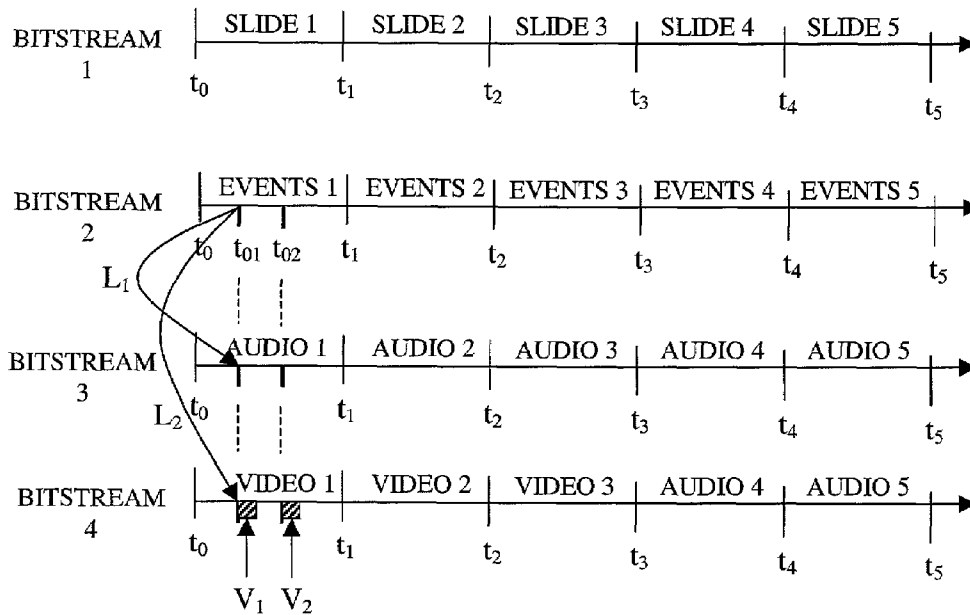 BITSTREAM 1
SLIDE 1 SLIDE 2 SLIDE 3 SLIDE 4 SLIDE 5
t0 t1 t2 t3 t4 t5
BITSTREAM 2
EVENTS 1 EVENTS 2 EVENTS 3 EVENTS 4 EVENTS 5
t0 t01 t02 t1 t2 t3 t4 t5
L1
BITSTREAM 3
AUDIO 1 AUDIO 2 AUDIO 3 AUDIO 4 AUDIO 5
t0 t1 t2 t3 t4 t5
L2
BITSTREAM 4
VIDEO 1 VIDEO 2 VIDEO 3 AUDIO 4 AUDIO 5
t0 t1 t2 t3 t4 t5
V1 V2